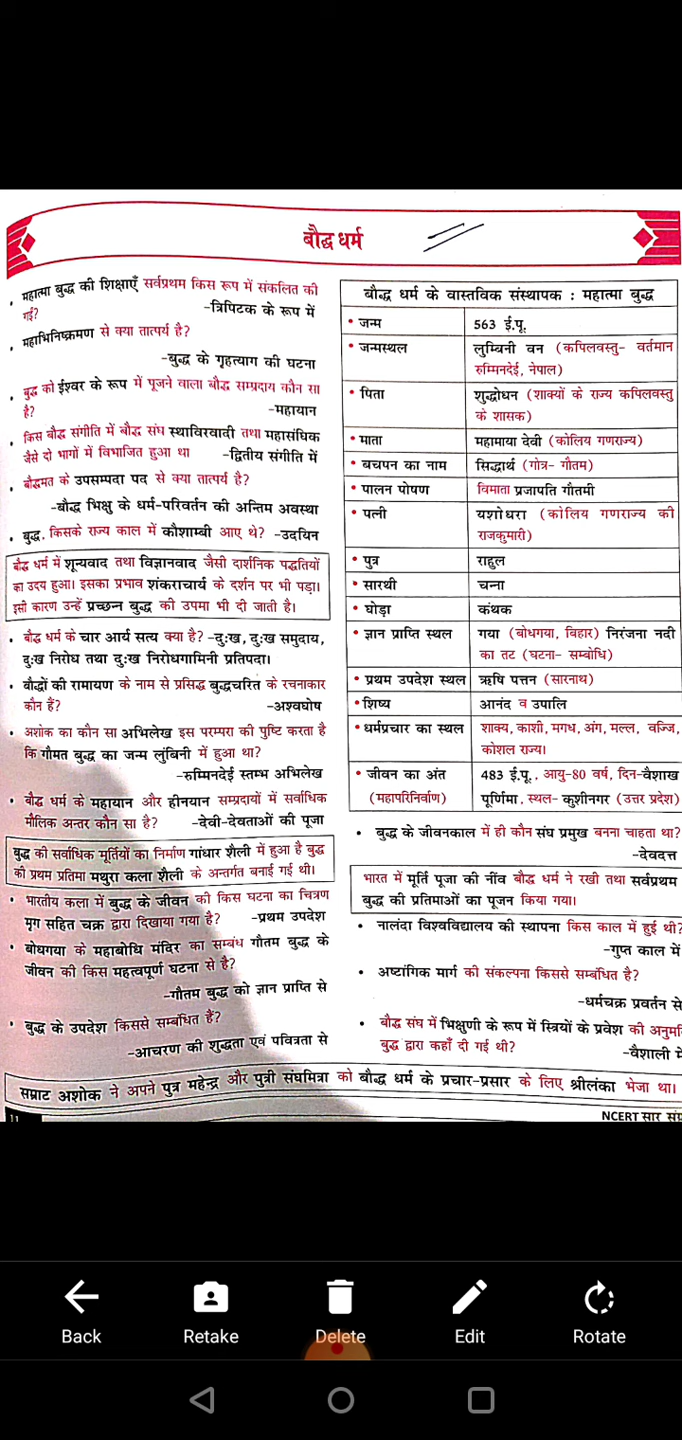 बौद्ध धर्म
• महात्मा बुद्ध की शिक्षाएँ सर्वप्रथम किस रूप में संकलित की
गईं?
-त्रिपिटक के रूप में
• महाभिनिष्क्रमण से क्या तात्पर्य है?
-बुद्ध के गृहत्याग की घटना
• बुद्ध को ईश्वर के रूप में पूजने वाला बौद्ध सम्प्रदाय कौन सा
है? -महायान
• किस बौद्ध संगीति में बौद्ध संघ स्थाविरवादी तथा महासंधिक
जैसे दो भागों में विभाजित हुआ था -द्वितीय संगीति में
• बौद्धमत के उपसम्पदा पद से क्या तात्पर्य है?
-बौद्ध भिक्षु के धर्म-परिवर्तन की अन्तिम अवस्था
• बुद्ध, किसके राज्य काल में कौशाम्बी आए थे? -उदयिन
बौद्ध धर्म में शून्यवाद तथा विज्ञानवाद जैसी दार्शनिक पद्धतियों
का उदय हुआ। इसका प्रभाव शंकराचार्य के दर्शन पर भी पड़ा।
इसी कारण उन्हें प्रच्छन्न बुद्ध की उपमा भी दी जाती है।
• बौद्ध धर्म के चार आर्य सत्य क्या है? -दुःख, दुःख समुदाय,
दुःख निरोध तथा दुःख निरोधगामिनी प्रतिपदा।
• बौद्धों की रामायण के नाम से प्रसिद्ध बुद्धचरित के रचनाकार
कौन हैं? -अश्वघोष
• अशोक का कौन सा अभिलेख इस परम्परा की पुष्टि करता है
कि गौमत बुद्ध का जन्म लुंबिनी में हुआ था?
-रुम्मिनदेई स्तम्भ अभिलेख
• बौद्ध धर्म के महायान और हीनयान सम्प्रदायों में सर्वाधिक
मौलिक अन्तर कौन सा है? -देवी-देवताओं की पूजा
बुद्ध की सर्वाधिक मूर्तियों का निर्माण गांधार शैली में हुआ है बुद्ध
की प्रथम प्रतिमा मथुरा कला शैली के अन्तर्गत बनाई गई थी।
• भारतीय कला में बुद्ध के जीवन की किस घटना का चित्रण
मृग सहित चक्र द्वारा दिखाया गया है? -प्रथम उपदेश
• बोधगया के महाबोधि मंदिर का सम्बंध गौतम बुद्ध के
जीवन की किस महत्वपूर्ण घटना से है?
-गौतम बुद्ध को ज्ञान प्राप्ति से
• बुद्ध के उपदेश किससे सम्बंधित हैं?
-आचरण की शुद्धता एवं पवित्रता से
बौद्ध धर्म के वास्तविक संस्थापक : महात्मा बुद्ध
• जन्म 563 ई.पू.
• जन्मस्थल लुम्बिनी वन (कपिलवस्तु- वर्तमान
रुम्मिनदेई, नेपाल)
• पिता शुद्धोधन (शाक्यों के राज्य कपिलवस्तु
के शासक)
• माता महामाया देवी (कोलिय गणराज्य)
• बचपन का नाम सिद्धार्थ (गोत्र- गौतम)
• पालन पोषण विमाता प्रजापति गौतमी
• पत्नी यशोधरा (कोलिय गणराज्य की
राजकुमारी)
• पुत्र राहुल
• सारथी चन्ना
• घोड़ा कंथक
• ज्ञान प्राप्ति स्थल गया (बोधगया, बिहार) निरंजना नदी
का तट (घटना- सम्बोधि)
• प्रथम उपदेश स्थल ऋषि पत्तन (सारनाथ)
• शिष्य आनंद व उपालि
• धर्मप्रचार का स्थल शाक्य, काशी, मगध, अंग, मल्ल, वज्जि,
कोशल राज्य।
• जीवन का अंत 483 ई.पू., आयु-80 वर्ष, दिन-वैशाख
(महापरिनिर्वाण) पूर्णिमा, स्थल- कुशीनगर (उत्तर प्रदेश)
• बुद्ध के जीवनकाल में ही कौन संघ प्रमुख बनना चाहता था?
-देवदत्त
भारत में मूर्ति पूजा की नींव बौद्ध धर्म ने रखी तथा सर्वप्रथम
बुद्ध की प्रतिमाओं का पूजन किया गया।
• नालंदा विश्वविद्यालय की स्थापना किस काल में हुई थी?
-गुप्त काल में
• अष्टांगिक मार्ग की संकल्पना किससे सम्बंधित है?
-धर्मचक्र प्रवर्तन से
• बौद्ध संघ में भिक्षुणी के रूप में स्त्रियों के प्रवेश की अनुमति
बुद्ध द्वारा कहाँ दी गई थी? -वैशाली में
सम्राट अशोक ने अपने पुत्र महेन्द्र और पुत्री संघमित्रा को बौद्ध धर्म के प्रचार-प्रसार के लिए श्रीलंका भेजा था।
11 NCERT सार संग्र
Back Retake Delete Edit Rotate